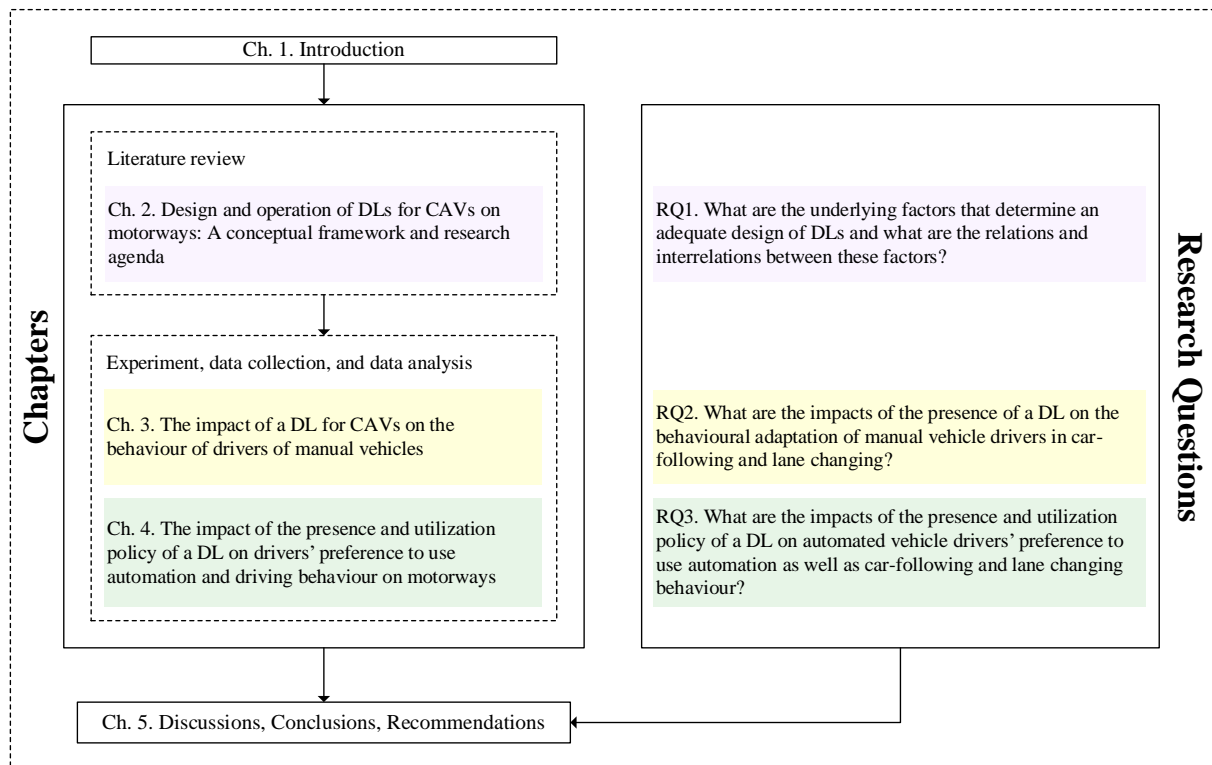 Ch. 1. Introduction
Chapters
Literature review
Ch. 2. Design and operation of DLs for CAVs on
motorways: A conceptual framework and research
agenda
Experiment, data collection, and data analysis
Ch. 3. The impact of a DL for CAVs on the
behaviour of drivers of manual vehicles
Ch. 4. The impact of the presence and utilization
policy of a DL on drivers’ preference to use
automation and driving behaviour on motorways
RQ1. What are the underlying factors that determine an
adequate design of DLs and what are the relations and
interrelations between these factors?
RQ2. What are the impacts of the presence of a DL on the
behavioural adaptation of manual vehicle drivers in car-
following and lane changing?
RQ3. What are the impacts of the presence and utilization
policy of a DL on automated vehicle drivers’ preference to
use automation as well as car-following and lane changing
behaviour?
Research Questions
Ch. 5. Discussions, Conclusions, Recommendations